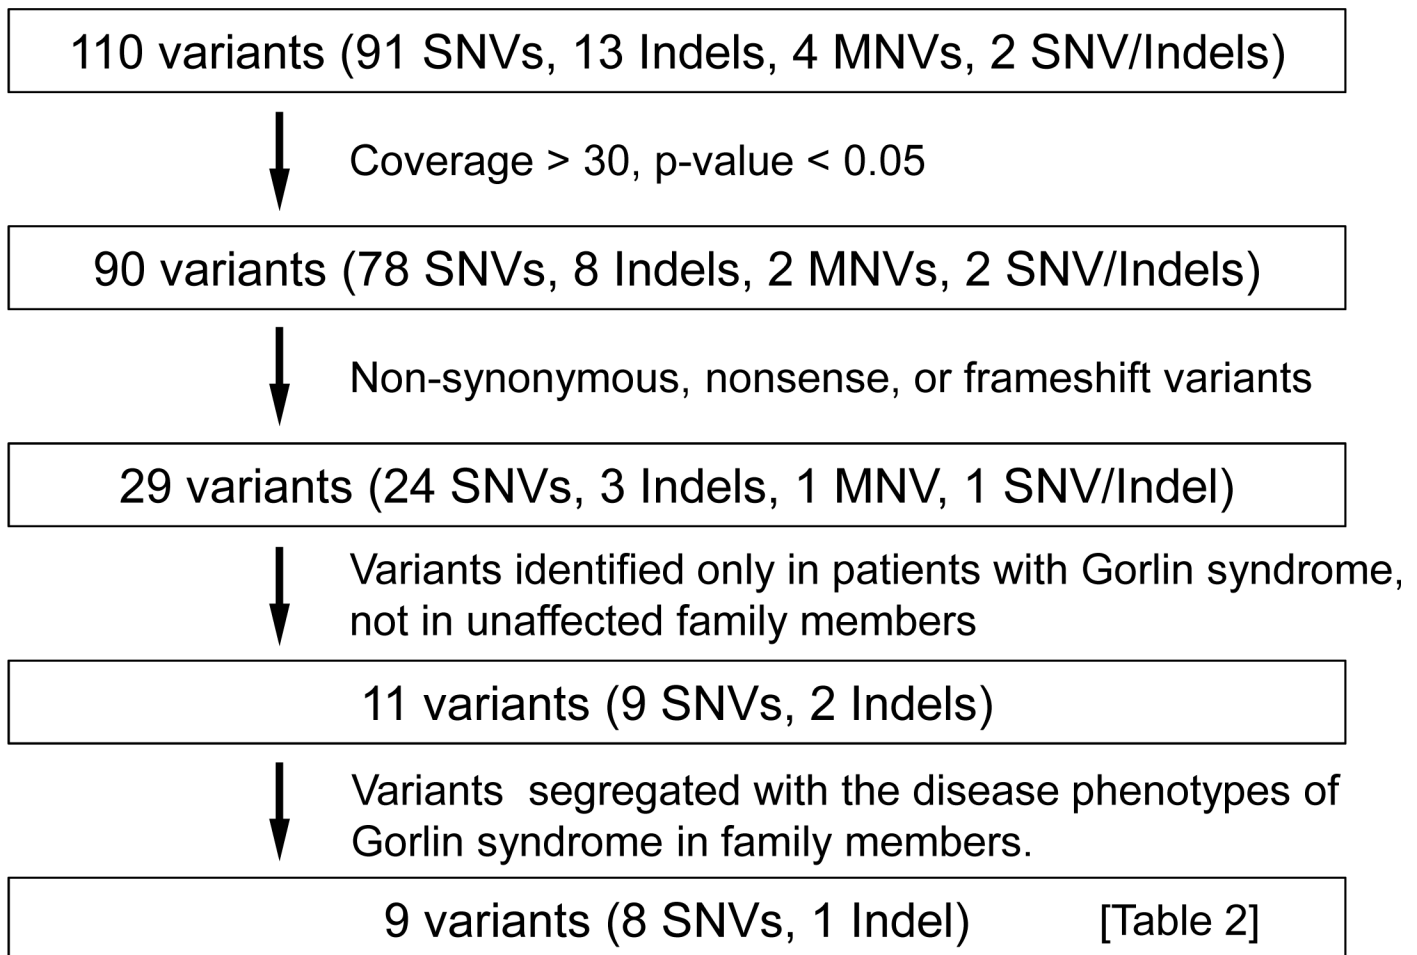 110 variants (91 SNVs, 13 Indels, 4 MNVs, 2 SNV/Indels)
Coverage > 30, p-value < 0.05
90 variants (78 SNVs, 8 Indels, 2 MNVs, 2 SNV/Indels)
Non-synonymous, nonsense, or frameshift variants
29 variants (24 SNVs, 3 Indels, 1 MNV, 1 SNV/Indel)
Variants identified only in patients with Gorlin syndrome,
not in unaffected family members
11 variants (9 SNVs, 2 Indels)
Variants  segregated with the disease phenotypes of
Gorlin syndrome in family members.
9 variants (8 SNVs, 1 Indel) [Table 2]